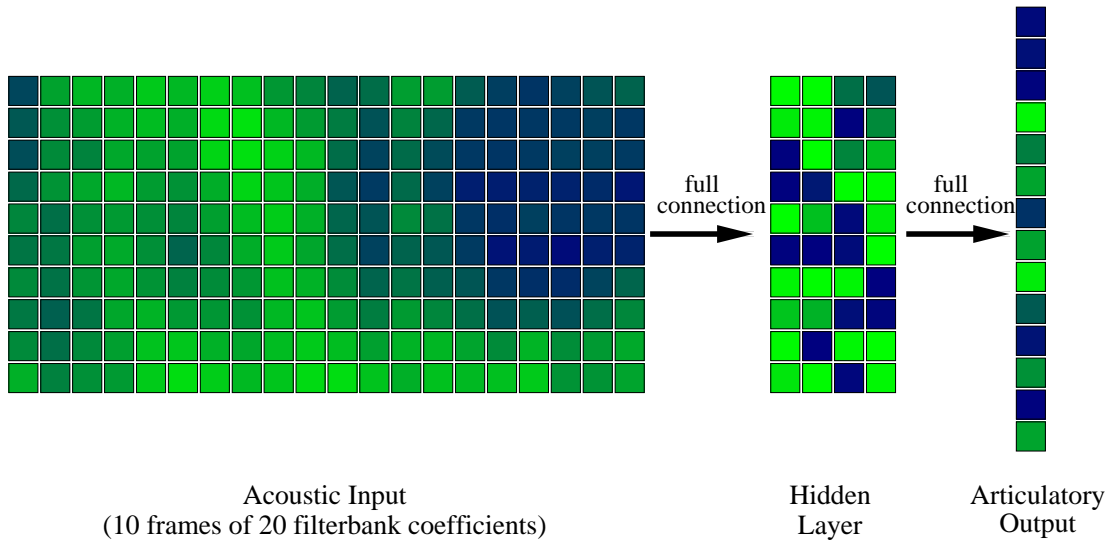 full
connection
full
connection
Acoustic Input
(10 frames of 20 filterbank coefficients)
Hidden
Layer
Articulatory
Output